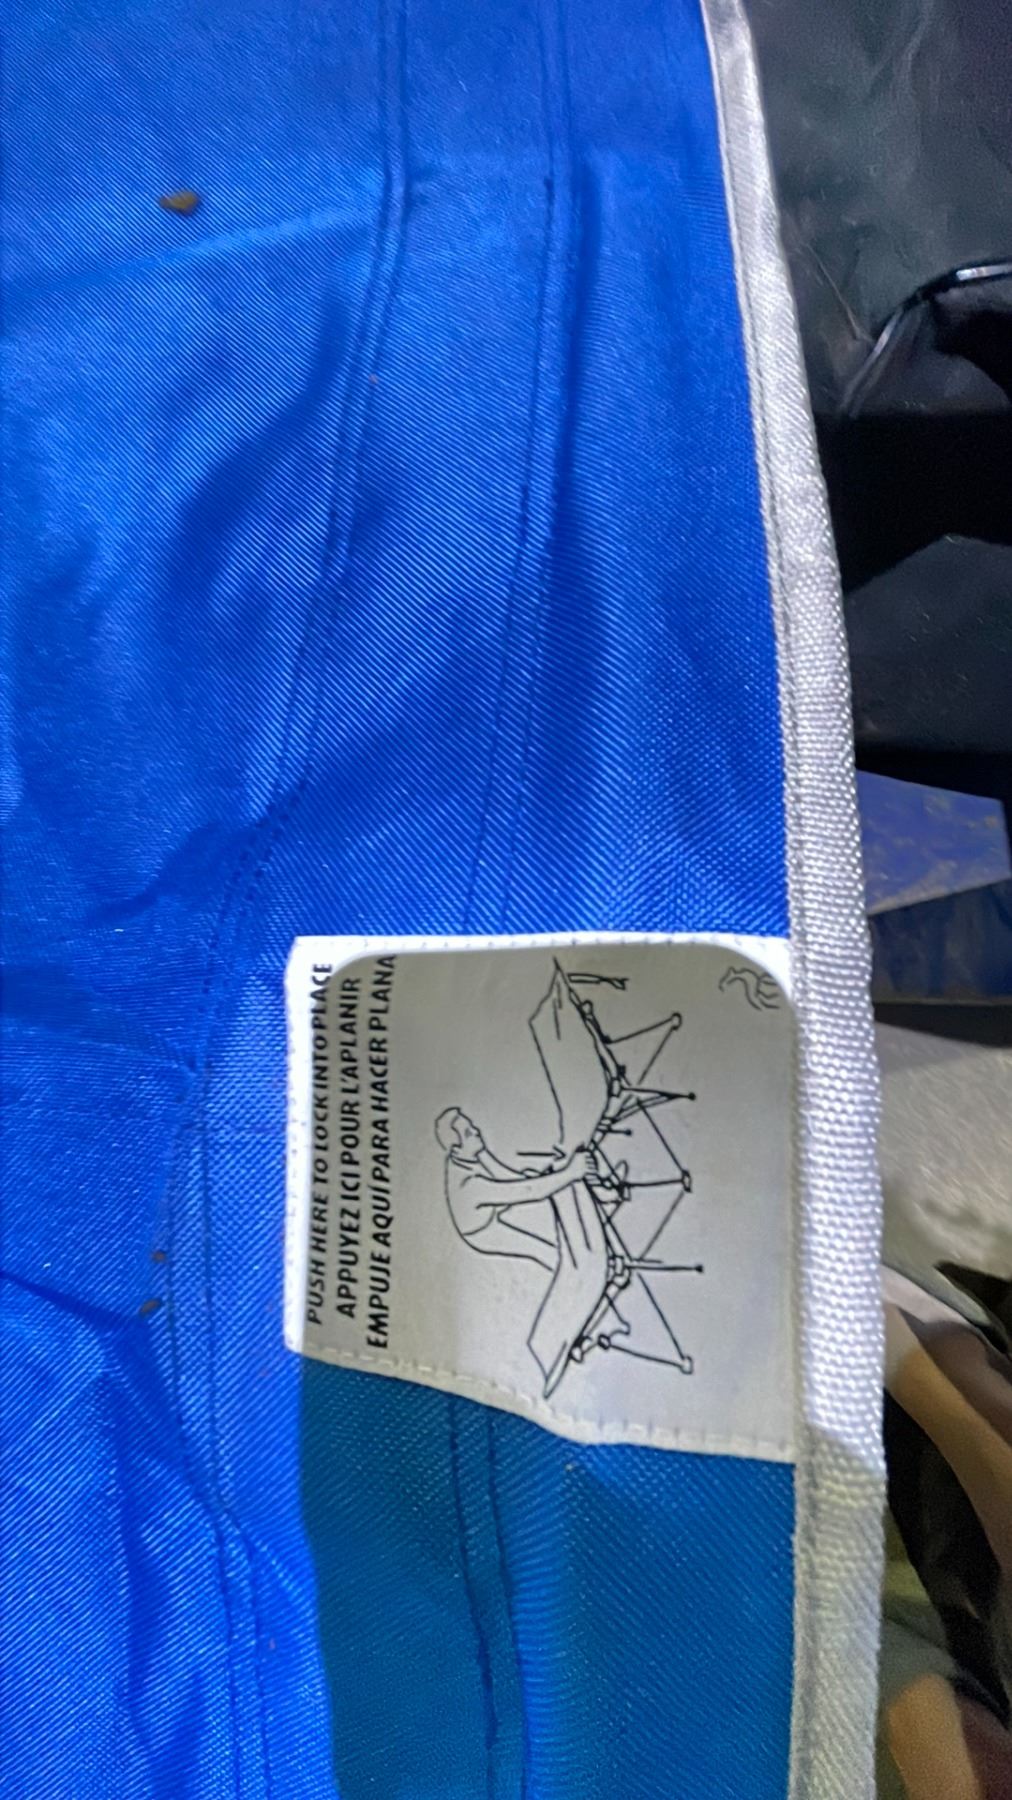 PUSH HERE TO LOCK INTO PLACE
APPUYEZ ICI POUR L'APLANIR
EMPUJE AQUÍ PARA HACER PLANA